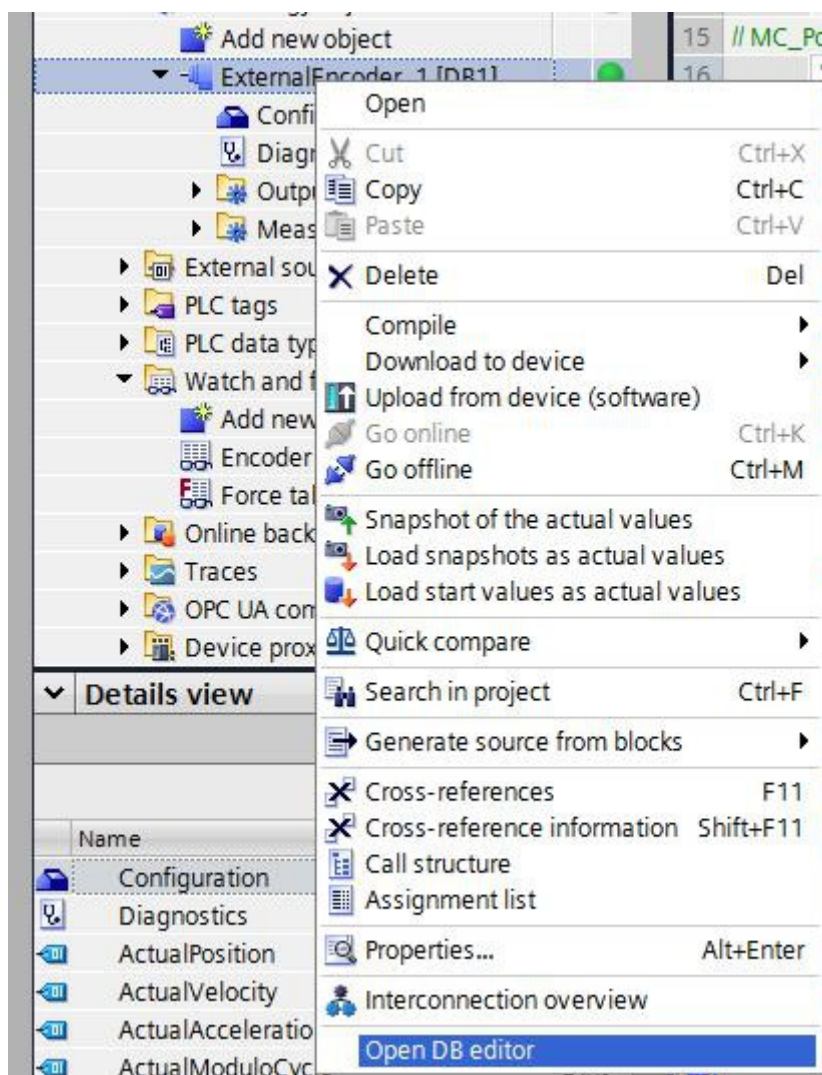 Add new object
15 // MC_Po
ExternalEncoder_1 [DB1]
16
Confi
Diagn
Outpu
Meas
External sou
PLC tags
PLC data typ
Watch and f
Add new
Encoder
Force tal
Online back
Traces
OPC UA com
Device prox
Open
Cut Ctrl+X
Copy Ctrl+C
Paste Ctrl+V
Delete Del
Compile
Download to device
Upload from device (software)
Go online Ctrl+K
Go offline Ctrl+M
Snapshot of the actual values
Load snapshots as actual values
Load start values as actual values
Quick compare
Search in project Ctrl+F
Generate source from blocks
Cross-references F11
Cross-reference information Shift+F11
Call structure
Assignment list
Properties... Alt+Enter
Interconnection overview
Open DB editor
Details view
Name
Configuration
Diagnostics
ActualPosition
ActualVelocity
ActualAcceleratio
ActualModuloCyc